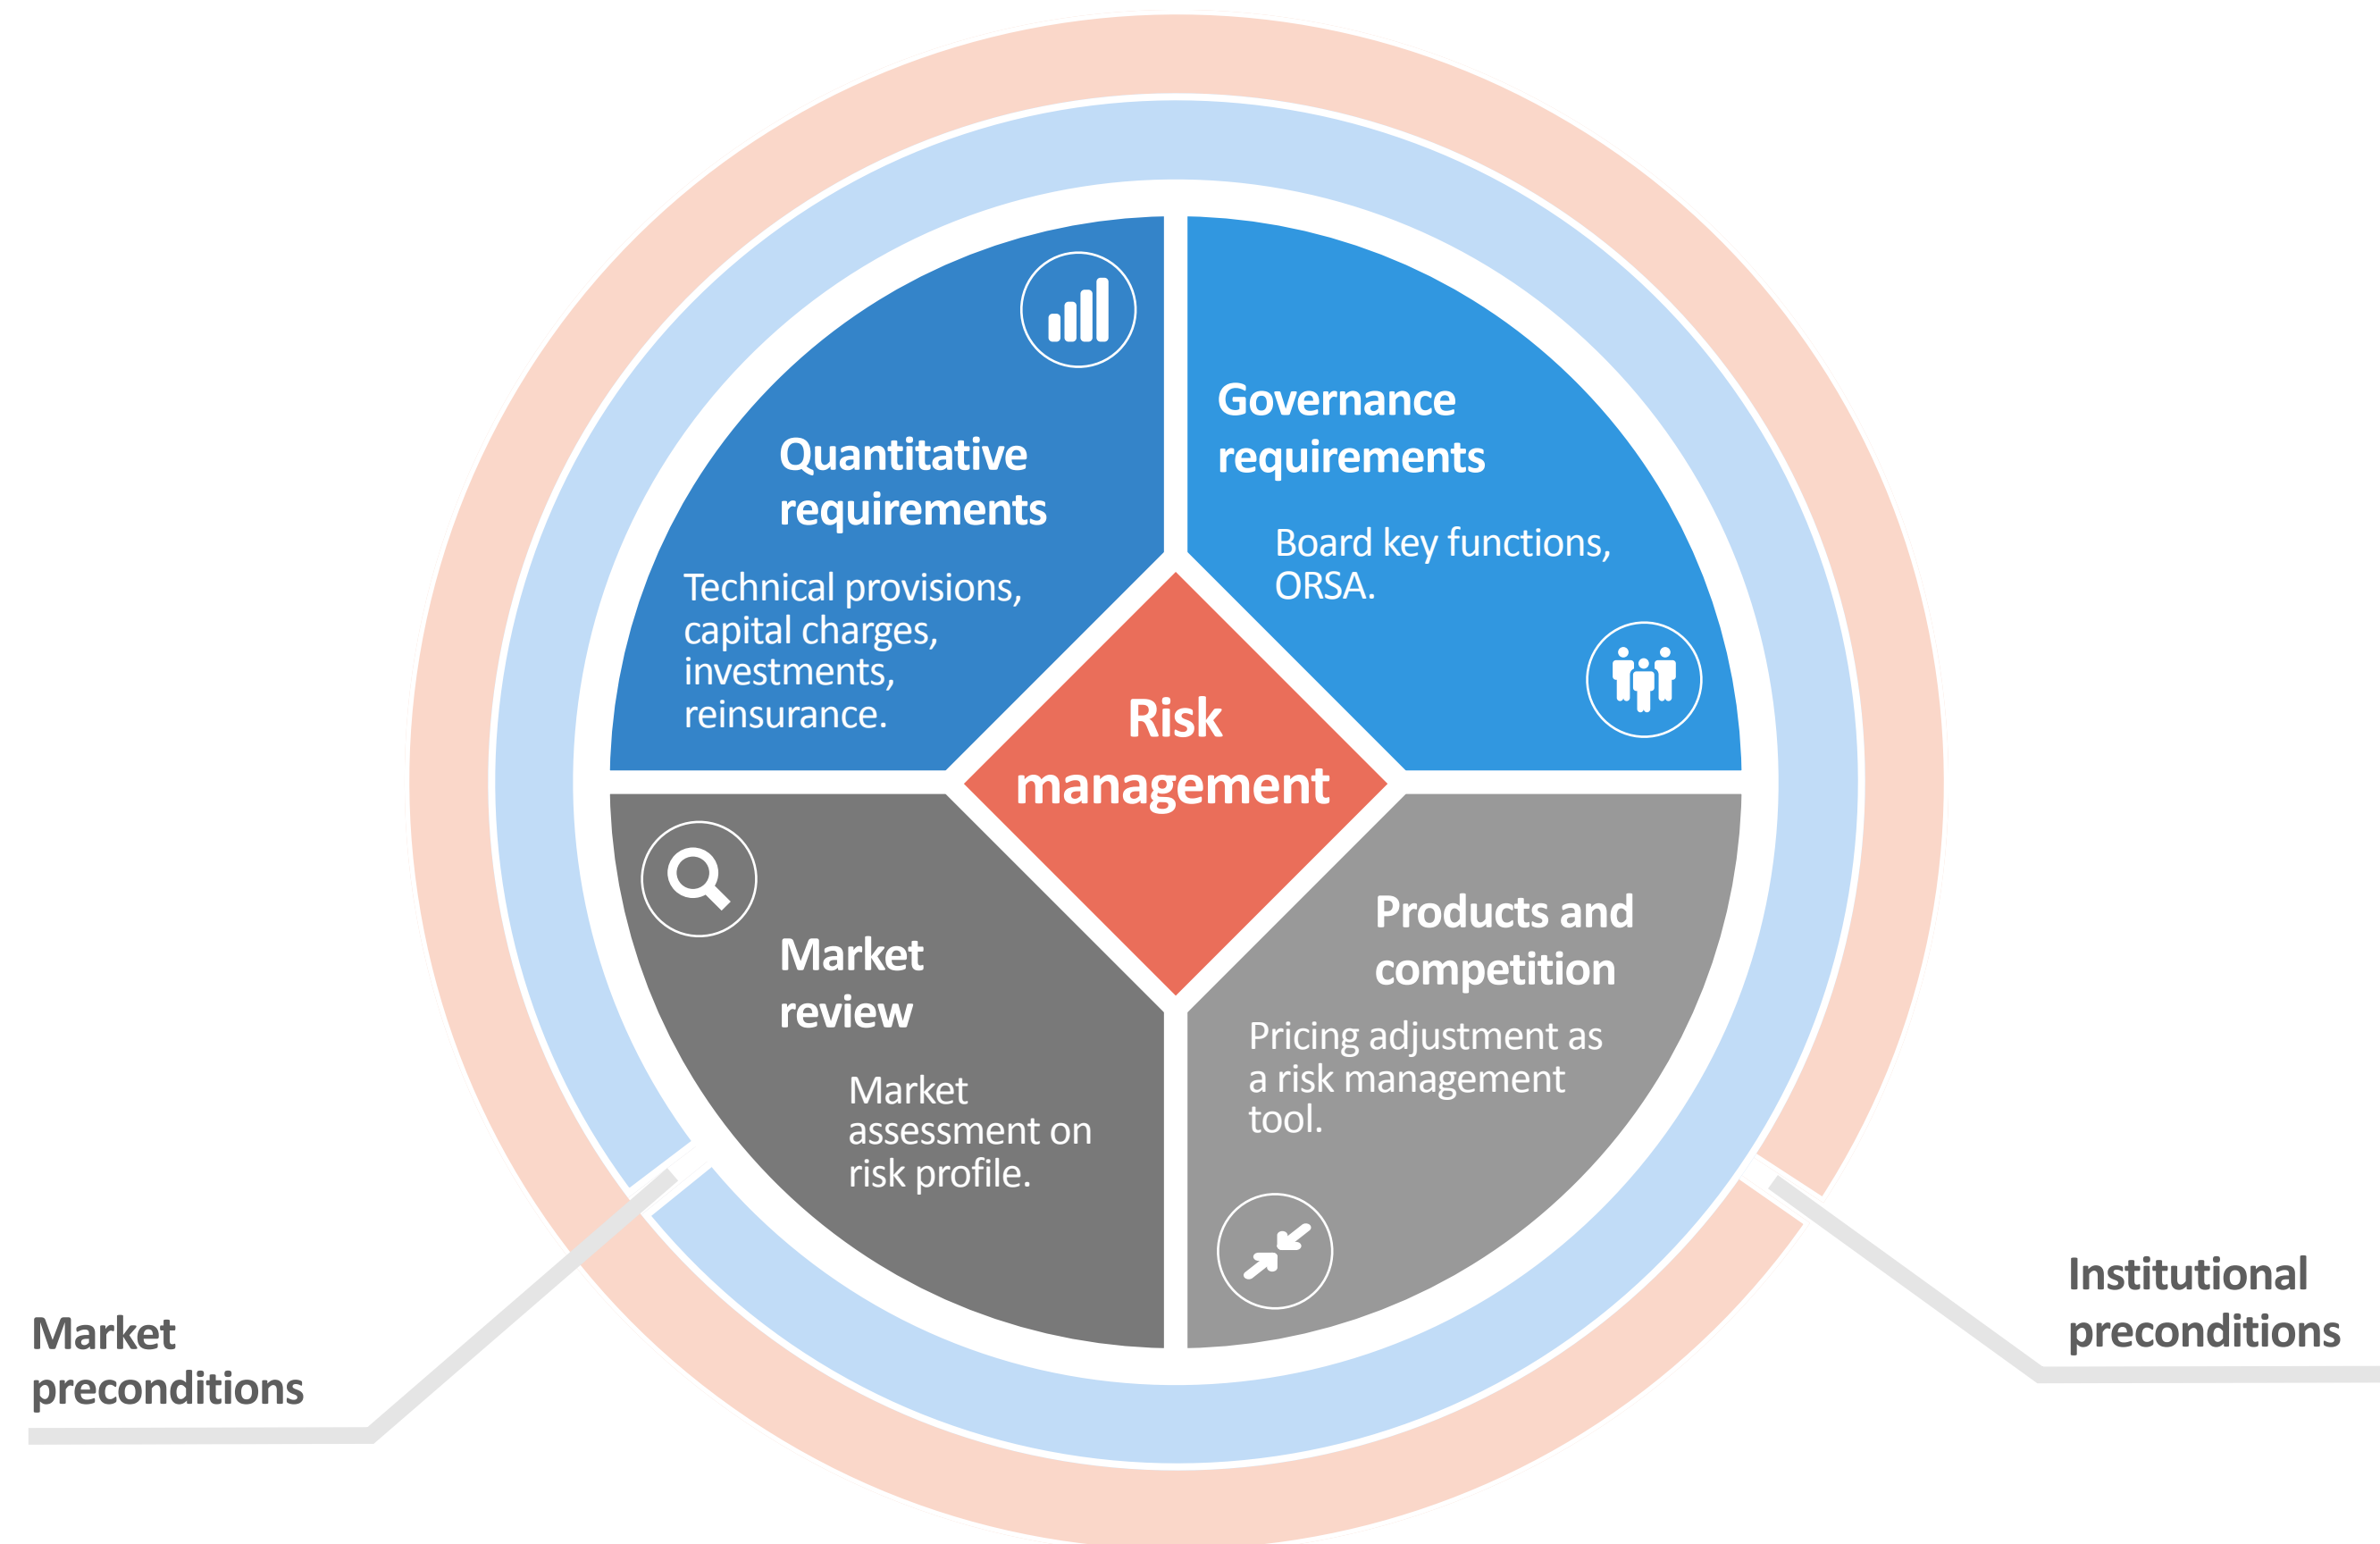 Quantitative
requirements
Technical provisions,
capital charges,
investments,
reinsurance.
Governance
requirements
Board key functions,
ORSA.
Risk
management
Market
review
Market
assessment on
risk profile.
Products and
competition
Pricing adjustment as
a risk management
tool.
Market
preconditions
Institutional
preconditions